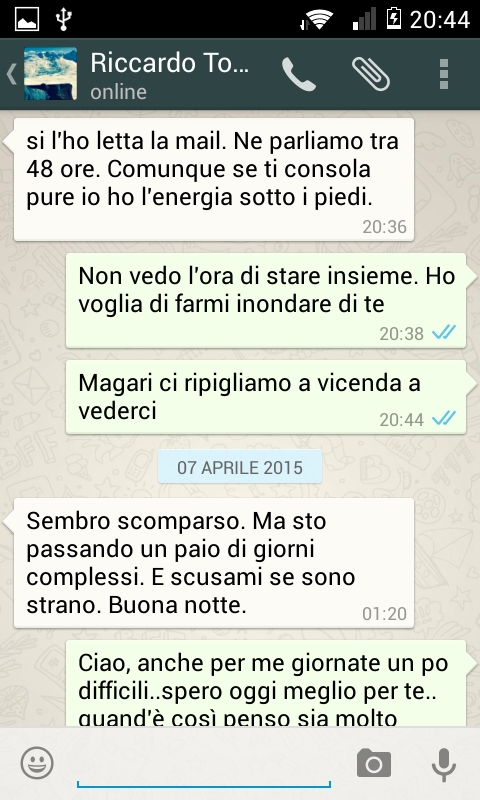 20:44
Riccardo To...
online
si l'ho letta la mail. Ne parliamo tra
48 ore. Comunque se ti consola
pure io ho l'energia sotto i piedi.
20:36
Non vedo l'ora di stare insieme. Ho
voglia di farmi inondare di te
20:38
Magari ci ripigliamo a vicenda a
vederci
20:44
07 APRILE 2015
Sembro scomparso. Ma sto
passando un paio di giorni
complessi. E scusami se sono
strano. Buona notte.
01:20
Ciao, anche per me giornate un po
difficili..spero oggi meglio per te..
quand'è così penso sia molto